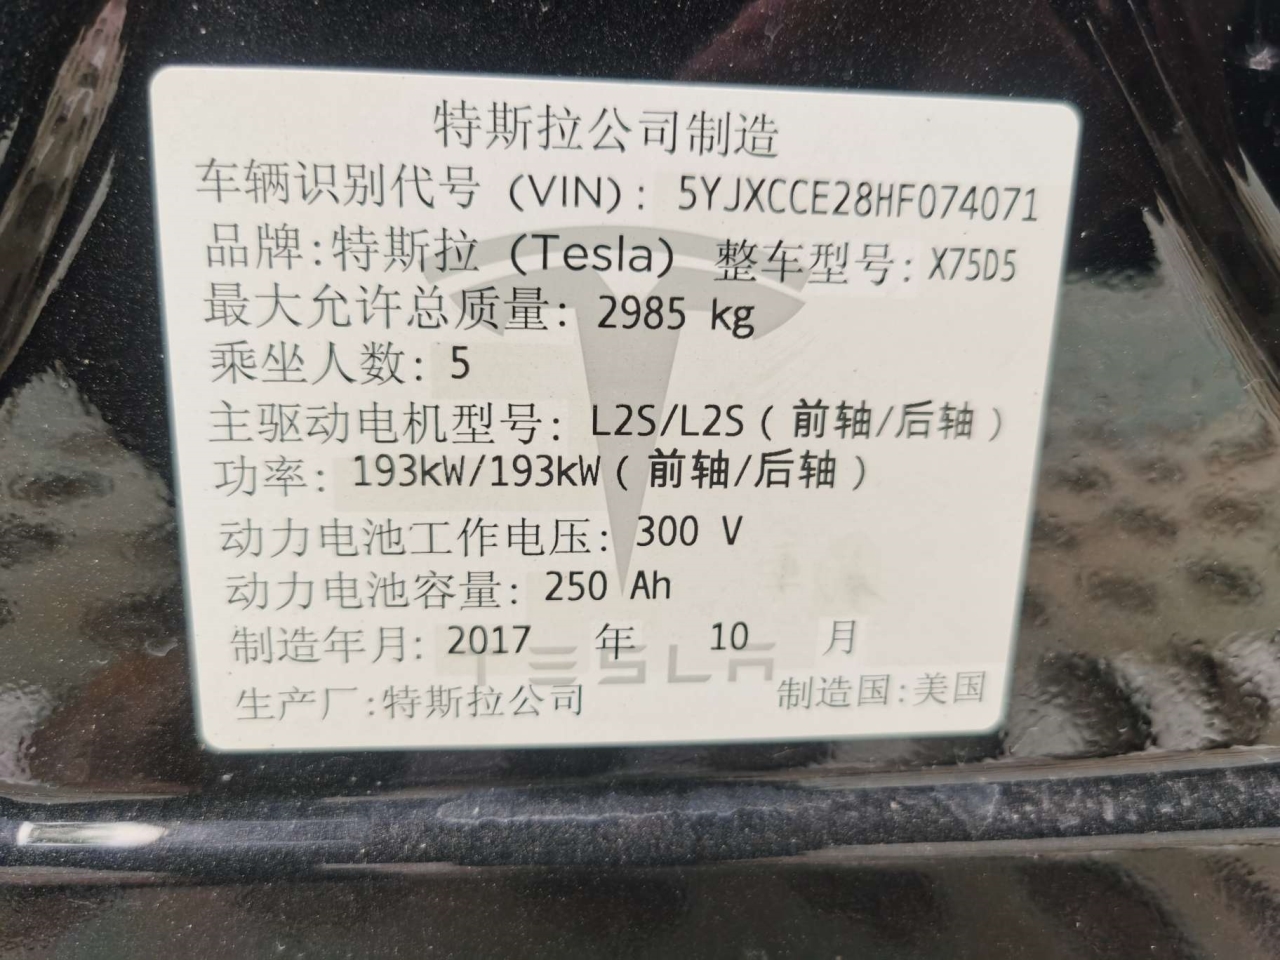 特斯拉公司制造
车辆识别代号 (VIN): 5YJXCCE28HF074071
品牌:特斯拉 (Tesla) 整车型号: X75D5
最大允许总质量: 2985 kg
乘坐人数: 5
主驱动电机型号: L2S/L2S ( 前轴/后轴 )
功率: 193kW/193kW ( 前轴/后轴 )
动力电池工作电压: 300 V
动力电池容量: 250 Ah
制造年月: 2017 年 10 月
TESLA
生产厂:特斯拉公司 制造国:美国